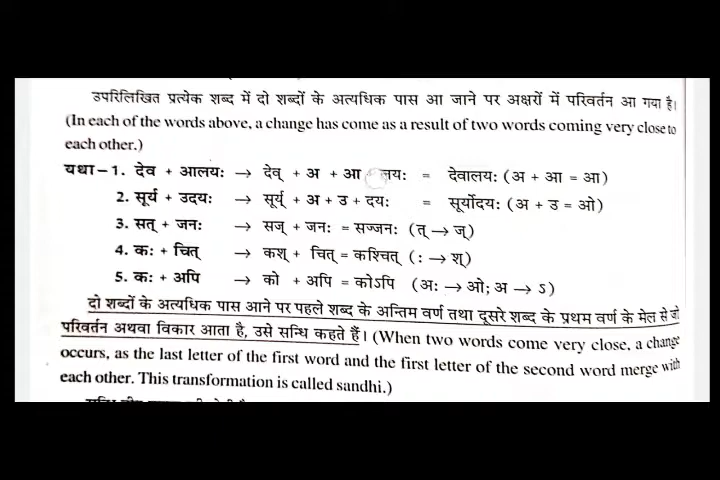 उपरिलिखित प्रत्येक शब्द में दो शब्दों के अत्यधिक पास आ जाने पर अक्षरों में परिवर्तन आ गया है।
(In each of the words above, a change has come as a result of two words coming very close to
each other.)
यथा–1. देव + आलयः → देव् + अ + आ लयः = देवालयः (अ + आ = आ)
2. सूर्य + उदयः → सूर्य् + अ + उ + दयः = सूर्योदयः (अ + उ = ओ)
3. सत् + जनः → सज् + जनः = सज्जनः (त् → ज्)
4. कः + चित् → कश् + चित् = कश्चित् (: → श्)
5. कः + अपि → को + अपि = कोऽपि (अः → ओ; अ → ऽ)
दो शब्दों के अत्यधिक पास आने पर पहले शब्द के अन्तिम वर्ण तथा दूसरे शब्द के प्रथम वर्ण के मेल से जो
परिवर्तन अथवा विकार आता है, उसे सन्धि कहते हैं। (When two words come very close, a change
occurs, as the last letter of the first word and the first letter of the second word merge with
each other. This transformation is called sandhi.)